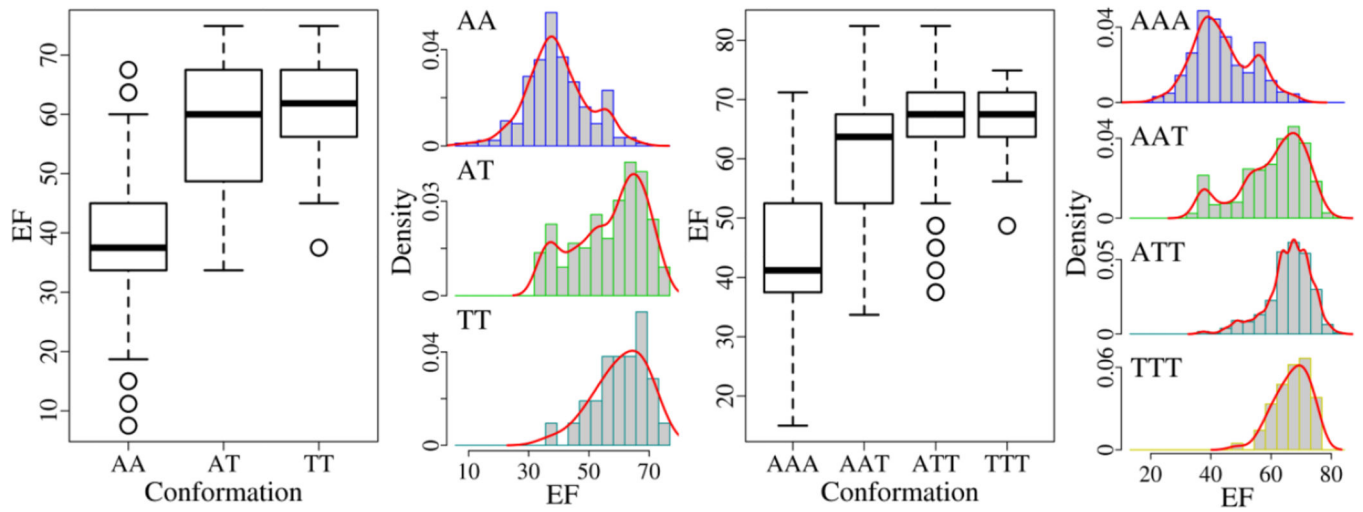 EF
70
60
50
40
30
20
10
AA AT TT
Conformation
Density
AA
0.04
0
AT
0.03
0
TT
0.04
0
10 30 50 70
EF
EF
80
70
60
50
40
30
20
AAA AAT ATT TTT
Conformation
Density
AAA
0.04
0
AAT
0.04
0
ATT
0.05
0
TTT
0.06
0
20 40 60 80
EF